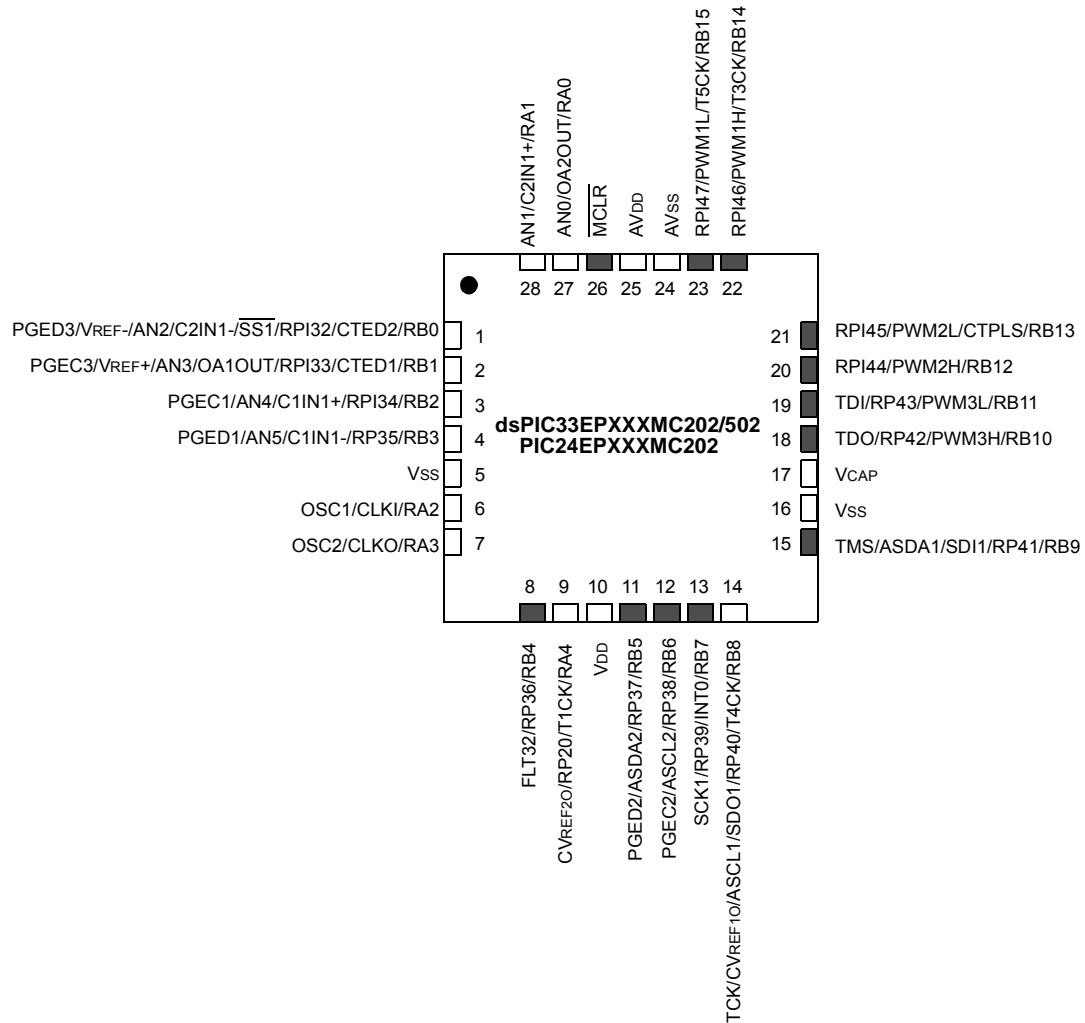 AN1/C2IN1+/RA1
AN0/OA2OUT/RA0
MCLR
AVDD
AVSS
RPI47/PWM1L/T5CK/RB15
RPI46/PWM1H/T3CK/RB14
28 27 26 25 24 23 22
PGED3/VREF-/AN2/C2IN1-/SS1/RPI32/CTED2/RB0 1
PGEC3/VREF+/AN3/OA1OUT/RPI33/CTED1/RB1 2
PGEC1/AN4/C1IN1+/RPI34/RB2 3
PGED1/AN5/C1IN1-/RP35/RB3 4
VSS 5
OSC1/CLKI/RA2 6
OSC2/CLKO/RA3 7
dsPIC33EPXXXMC202/502
PIC24EPXXXMC202
21 RPI45/PWM2L/CTPLS/RB13
20 RPI44/PWM2H/RB12
19 TDI/RP43/PWM3L/RB11
18 TDO/RP42/PWM3H/RB10
17 VCAP
16 VSS
15 TMS/ASDA1/SDI1/RP41/RB9
8 9 10 11 12 13 14
FLT32/RP36/RB4
CVREF2O/RP20/T1CK/RA4
VDD
PGED2/ASDA2/RP37/RB5
PGEC2/ASCL2/RP38/RB6
SCK1/RP39/INT0/RB7
TCK/CVREF1O/ASCL1/SDO1/RP40/T4CK/RB8